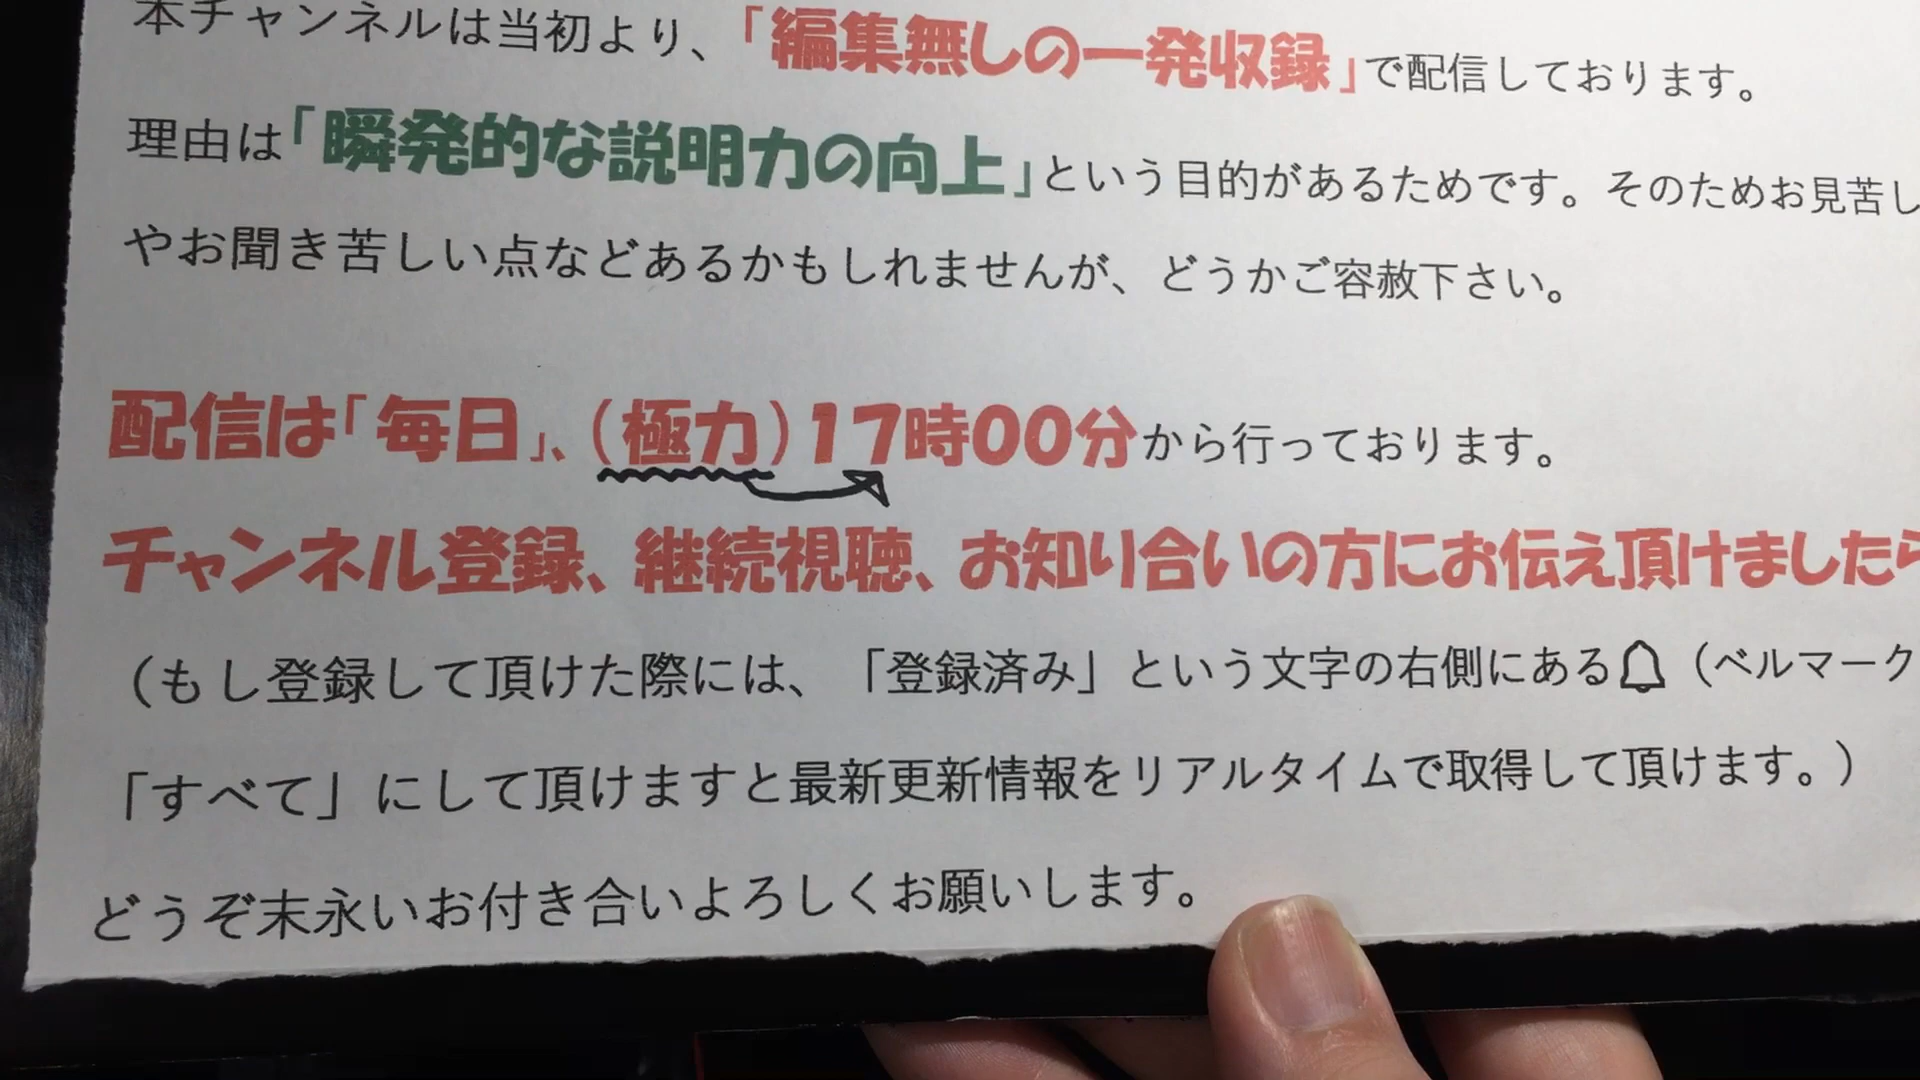 本チャンネルは当初より、「編集無しの一発収録」で配信しております。
理由は「瞬発的な説明力の向上」という目的があるためです。そのためお見苦し
やお聞き苦しい点などあるかもしれませんが、どうかご容赦下さい。
配信は「毎日」、(極力)17時00分から行っております。
チャンネル登録、継続視聴、お知り合いの方にお伝え頂けましたら
(もし登録して頂けた際には、「登録済み」という文字の右側にある🔔(ベルマーク
「すべて」にして頂けますと最新更新情報をリアルタイムで取得して頂けます。)
どうぞ末永いお付き合いよろしくお願いします。